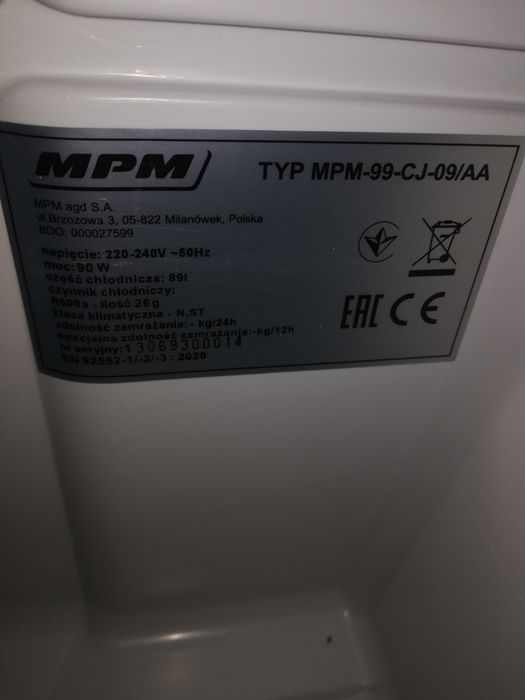 MPM
TYP MPM-99-CJ-09/AA
MPM agd S.A.
ul.Brzozowa 3, 05-822 Milanówek, Polska
BDO: 000027599
napięcie: 220-240V ~50Hz
moc: 90 W
część chłodnicza: 89l
czynnik chłodniczy:
R600a - ilość 26g
klasa klimatyczna - N,ST
zdolność zamrażania: - kg/24h
specjalna zdolność zamrażania: -kg/12h
nr seryjny: 13069300014
EN 62552-1/-2/-3 : 2020
EAC CE